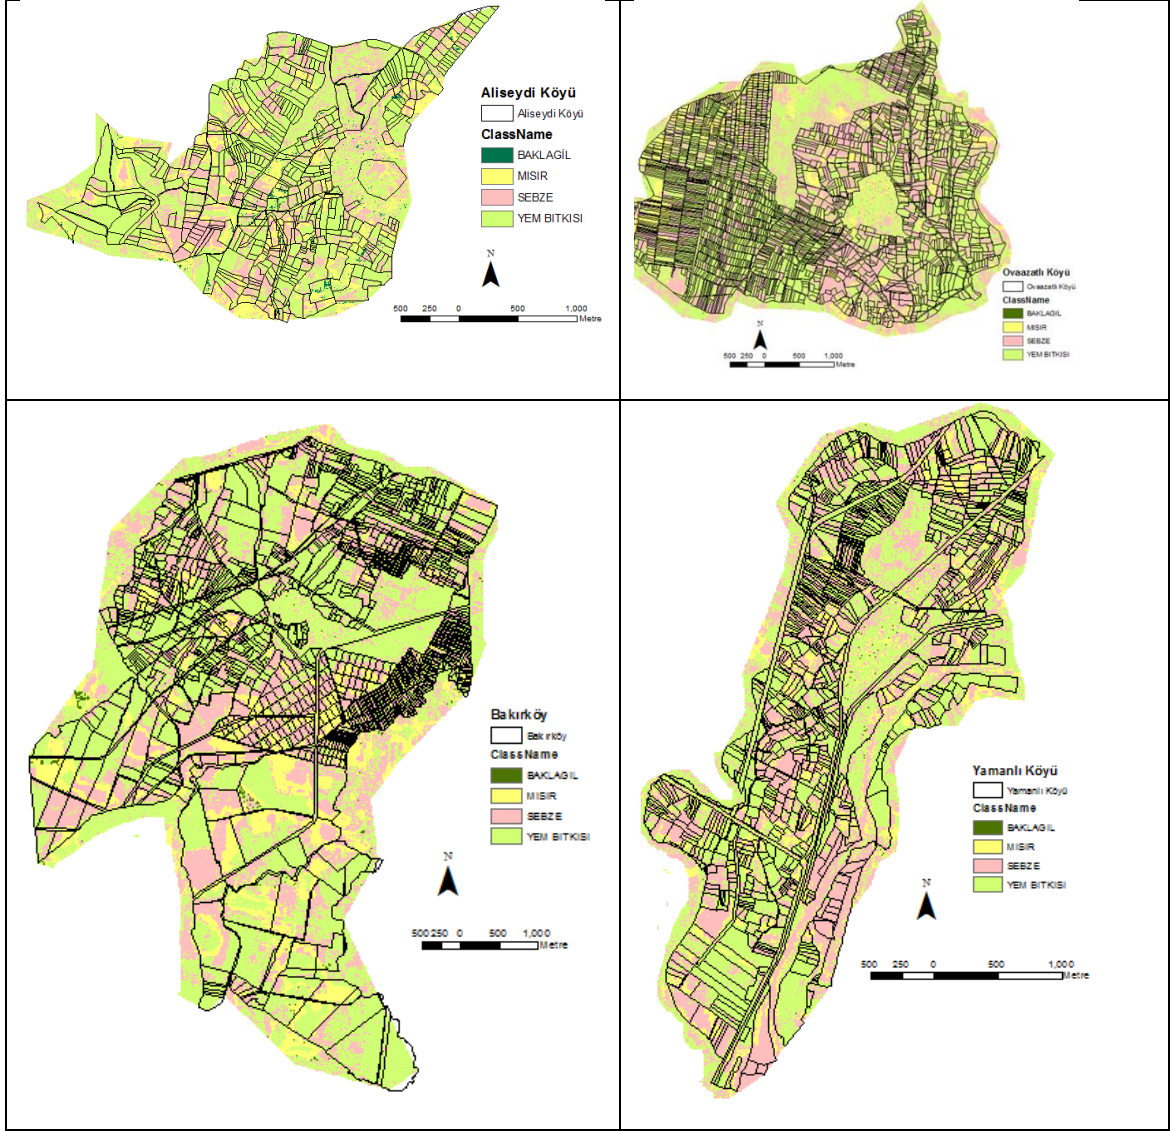 Aliseydi Köyü
Aliseydi Köyü
ClassName
BAKLAGİL
MISIR
SEBZE
YEM BITKISI
N
500 250 0 500 1,000
Metre
Ovaazatlı Köyü
Ovaazatlı Köyü
ClassName
BAKLAGIL
MISIR
SEBZE
YEM BITKISI
N
500 250 0 500 1,000
Metre
Bakırköy
Bakırköy
ClassName
BAKLAGIL
MISIR
SEBZE
YEM BITKISI
N
500 250 0 500 1,000
Metre
Yamanlı Köyü
Yamanlı Köyü
ClassName
BAKLAGIL
MISIR
SEBZE
YEM BITKISI
N
500 250 0 500 1,000
Metre